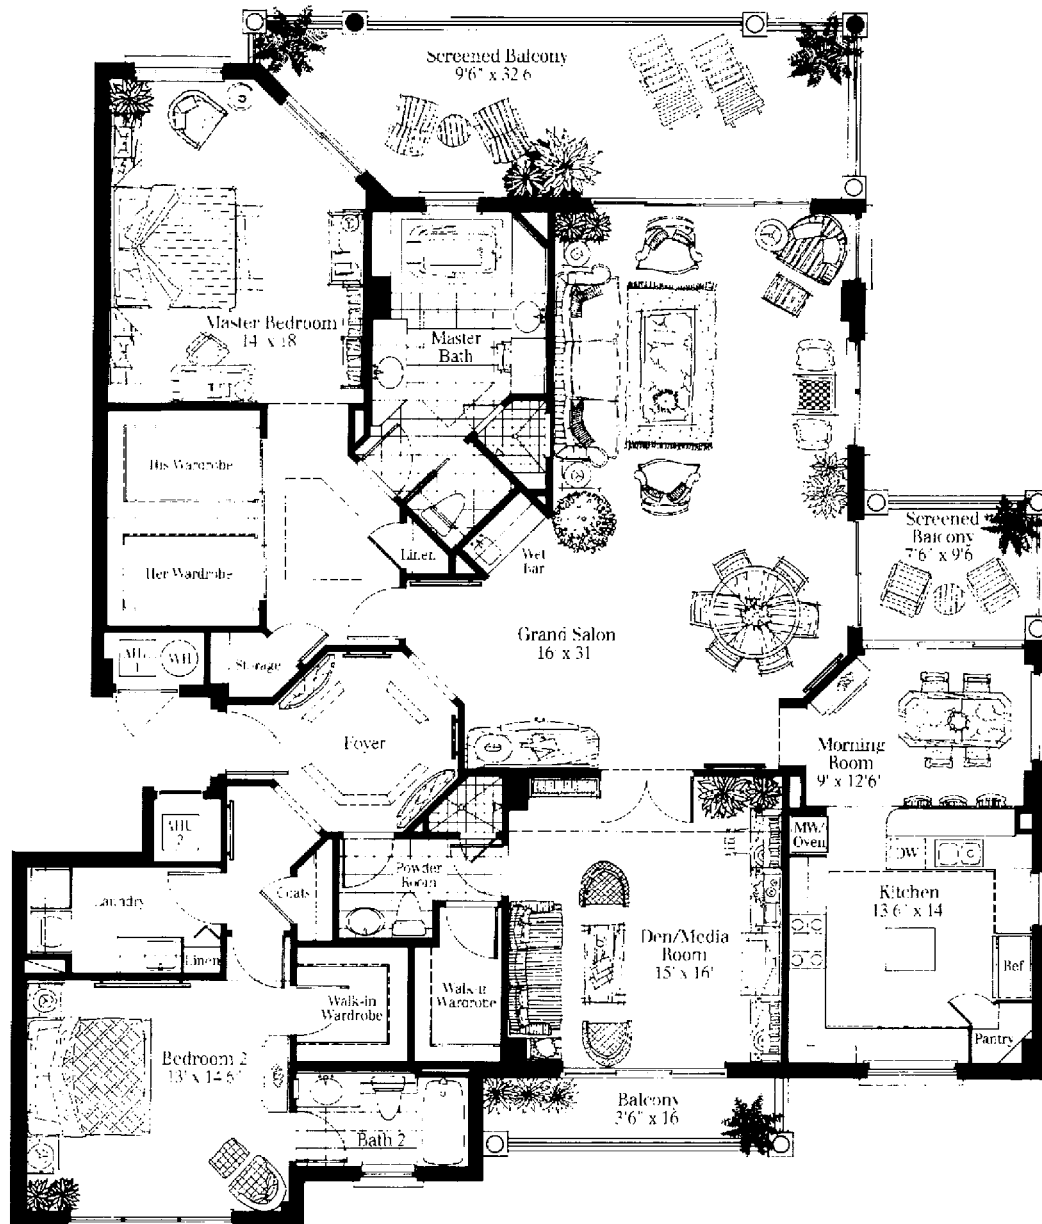 Screened Balcony
9'6" x 32'6
Master Bedroom
14' x 18'
Master
Bath
His Wardrobe
Her Wardrobe
Linen
Wet
Bar
Screened
Balcony
7'6" x 9'6
Grand Salon
16' x 31
AHU
1
WH
Storage
Foyer
Morning
Room
9' x 12'6'
AHU
2
MW/
Oven
DW
Kitchen
13'6" x 14
Powder
Room
Coats
Laundry
Linen
Den/Media
Room
15' x 16'
Ref
Walk-in
Wardrobe
Walk-in
Wardrobe
Pantry
Bedroom 2
13' x 14'6"
Balcony
3'6" x 16
Bath 2